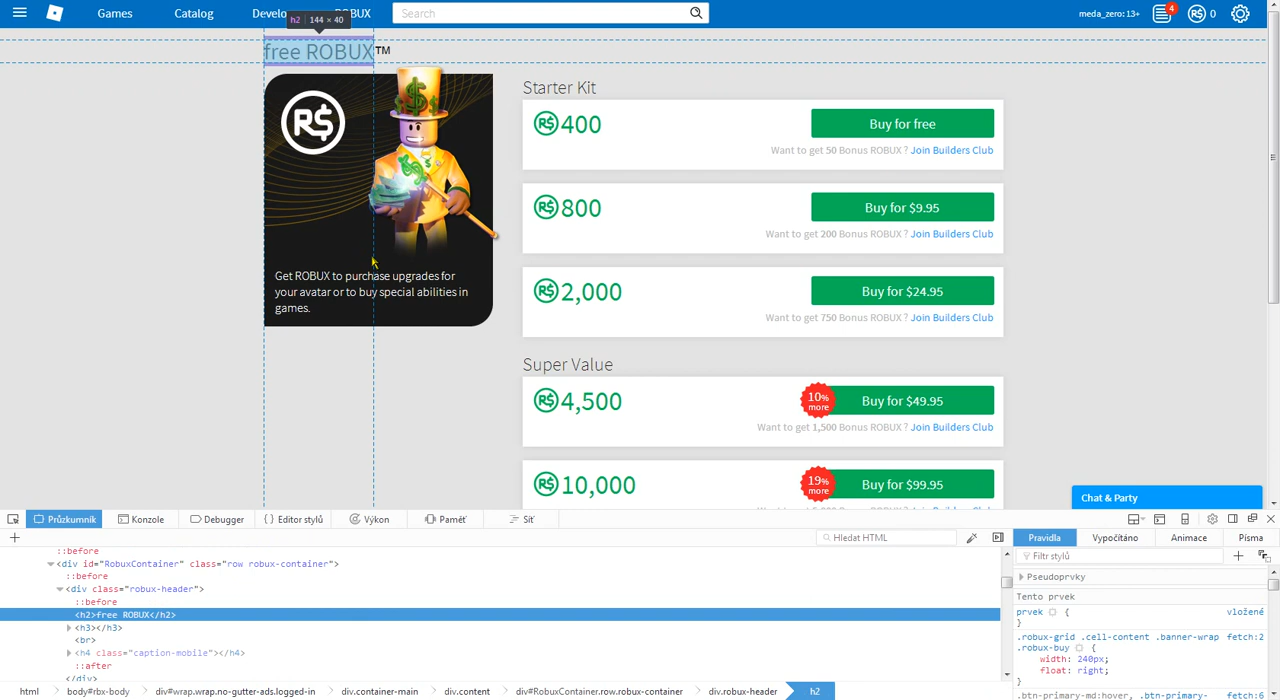 Games
Catalog
Develo
ROBUX
Search
meda_zero: 13+
4
0
h2 144 × 40
free ROBUX™
R$
Get ROBUX to purchase upgrades for
your avatar or to buy special abilities in
games.
Starter Kit
R$ 400
Buy for free
Want to get 50 Bonus ROBUX ? Join Builders Club
R$ 800
Buy for $9.95
Want to get 200 Bonus ROBUX ? Join Builders Club
R$ 2,000
Buy for $24.95
Want to get 750 Bonus ROBUX ? Join Builders Club
Super Value
R$ 4,500
10% more
Buy for $49.95
Want to get 1,500 Bonus ROBUX ? Join Builders Club
R$ 10,000
19% more
Buy for $99.95
Chat & Party
Průzkumník
Konzole
Debugger
{ } Editor stylů
Výkon
Paměť
Síť
Hledat HTML
Pravidla
Vypočítáno
Animace
Písma
::before
<div id="RobuxContainer" class="row robux-container">
::before
<div class="robux-header">
::before
<h2>free ROBUX</h2>
<h3></h3>
<br>
<h4 class="caption-mobile"></h4>
::after
</div>
Filtr stylů
Pseudoprvky
Tento prvek
prvek { vložené
}
.robux-grid .cell-content .banner-wrap fetch:2
.robux-buy {
width: 240px;
float: right;
}
.btn-primary-md:hover, .btn-primary- fetch:6
html
body#rbx-body
div#wrap.wrap.no-gutter-ads.logged-in
div.container-main
div.content
div#RobuxContainer.row.robux-container
div.robux-header
h2